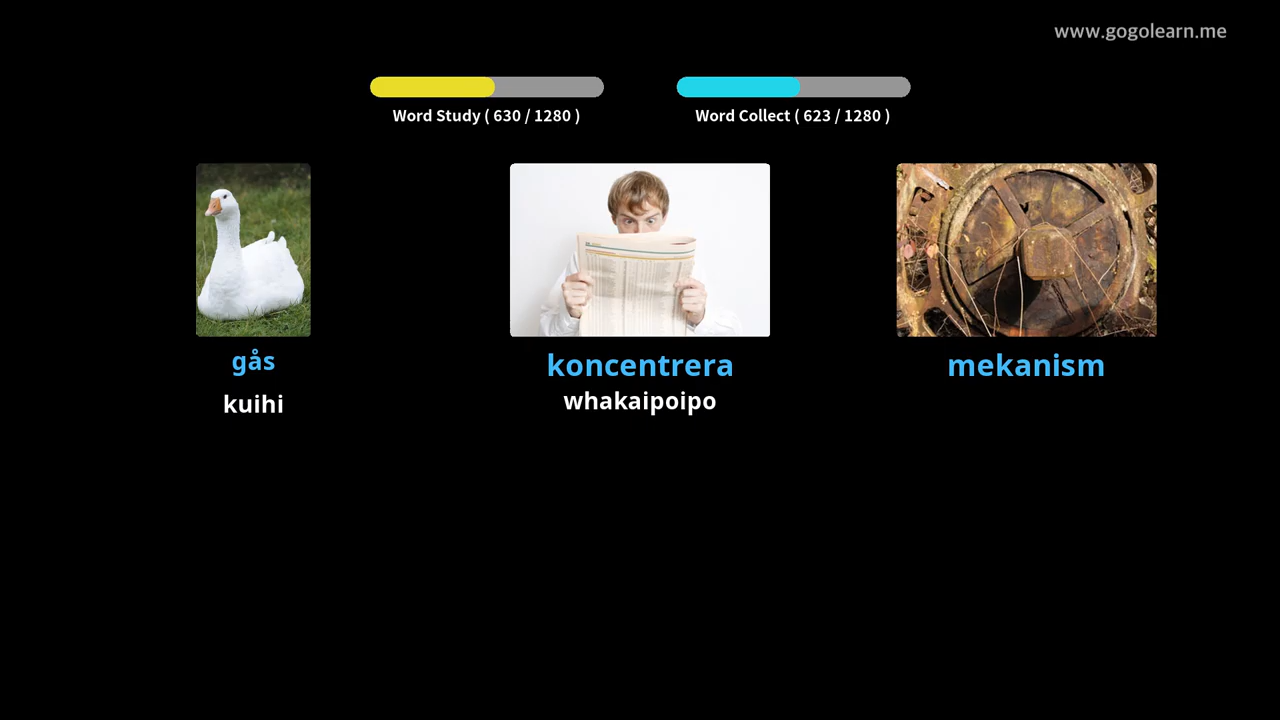 www.gogolearn.me
Word Study ( 630 / 1280 )
Word Collect ( 623 / 1280 )
gås
koncentrera
mekanism
kuihi
whakaipoipo